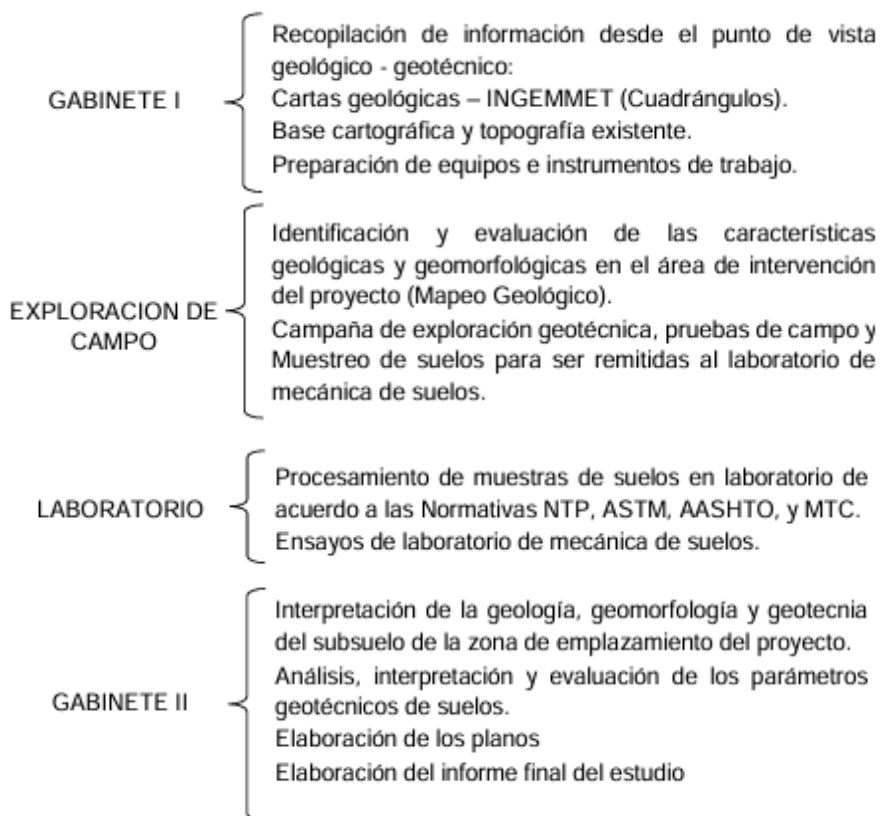 GABINETE I
Recopilación de información desde el punto de vista
geológico - geotécnico:
Cartas geológicas – INGEMMET (Cuadrángulos).
Base cartográfica y topografía existente.
Preparación de equipos e instrumentos de trabajo.
EXPLORACION DE
CAMPO
Identificación y evaluación de las características
geológicas y geomorfológicas en el área de intervención
del proyecto (Mapeo Geológico).
Campaña de exploración geotécnica, pruebas de campo y
Muestreo de suelos para ser remitidas al laboratorio de
mecánica de suelos.
LABORATORIO
Procesamiento de muestras de suelos en laboratorio de
acuerdo a las Normativas NTP, ASTM, AASHTO, y MTC.
Ensayos de laboratorio de mecánica de suelos.
GABINETE II
Interpretación de la geología, geomorfología y geotecnia
del subsuelo de la zona de emplazamiento del proyecto.
Análisis, interpretación y evaluación de los parámetros
geotécnicos de suelos.
Elaboración de los planos
Elaboración del informe final del estudio